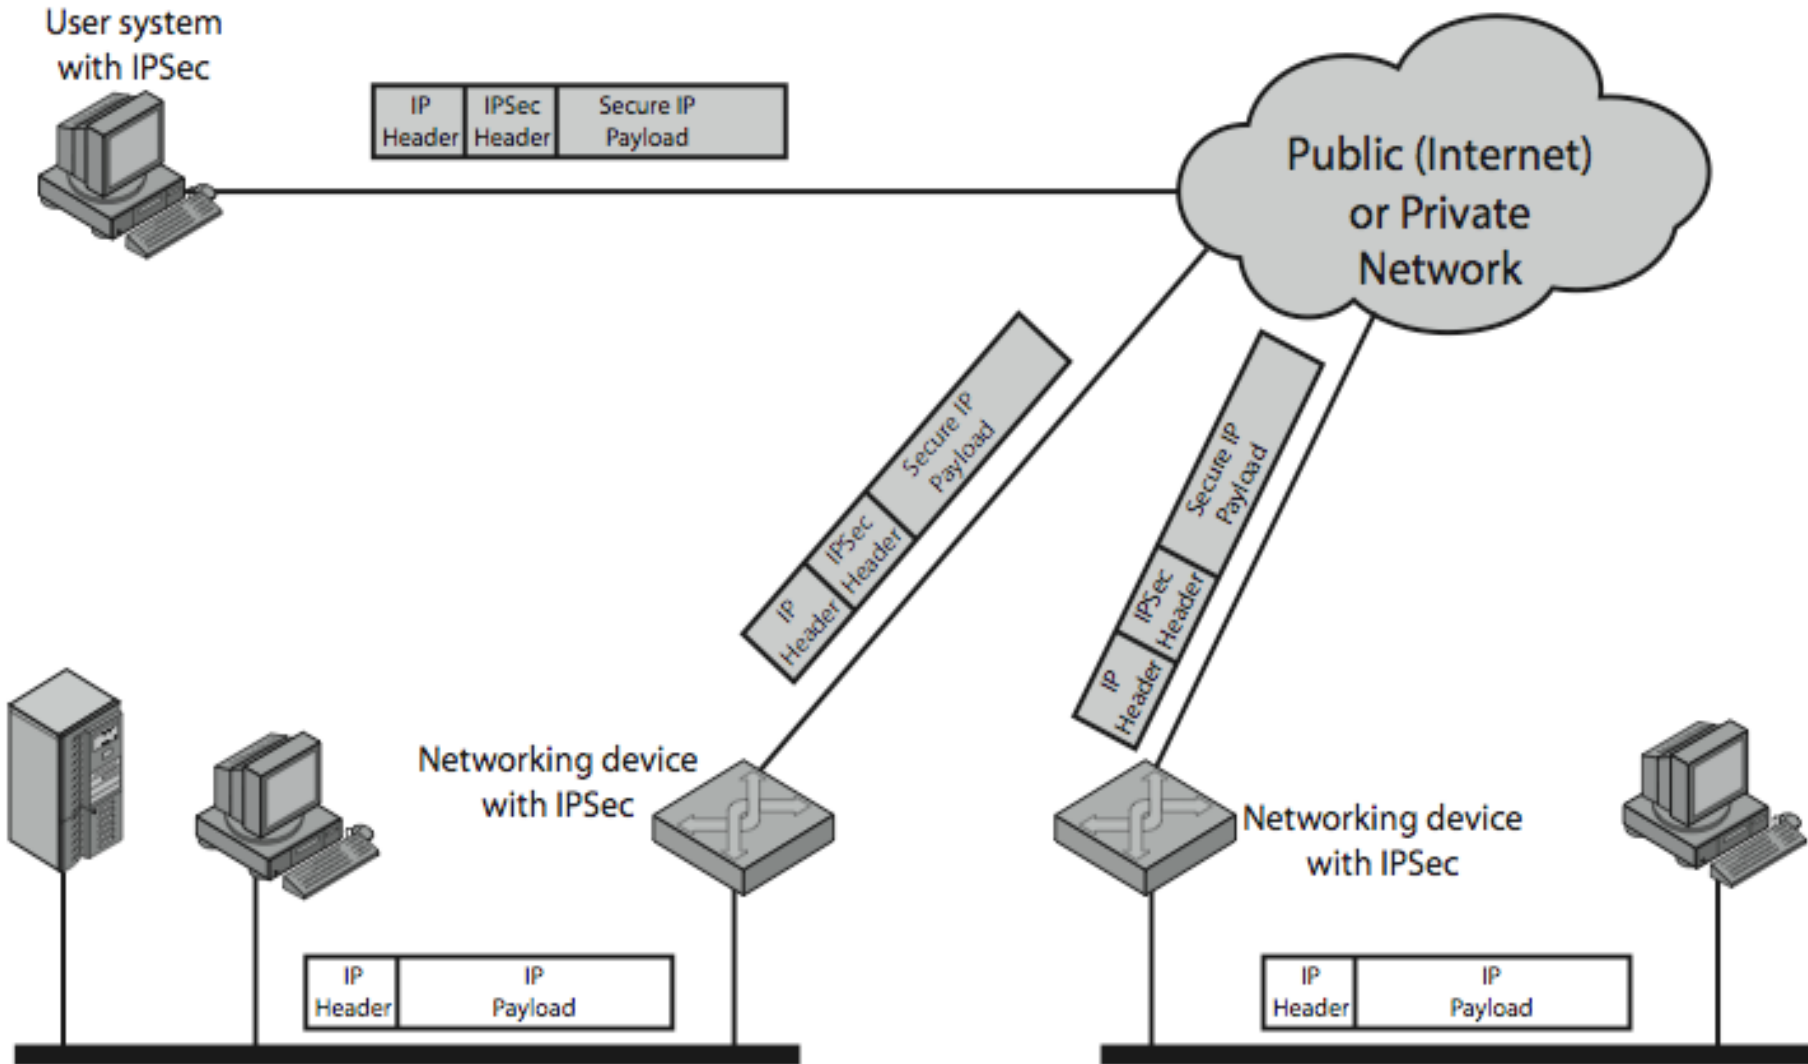 User system
with IPSec
IP
Header
IPSec
Header
Secure IP
Payload
Public (Internet)
or Private
Network
Secure IP
Payload
IPSec
Header
IP
Header
Secure IP
Payload
IPSec
Header
IP
Header
Networking device
with IPSec
Networking device
with IPSec
IP
Header
IP
Payload
IP
Header
IP
Payload